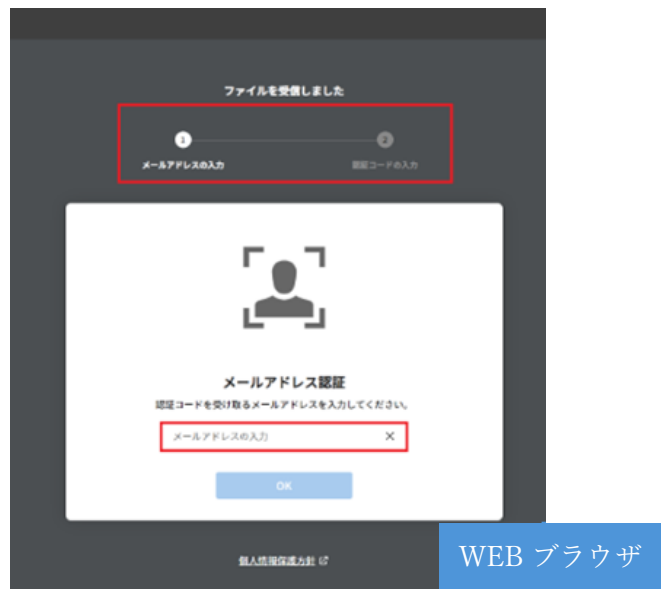 ファイルを受信しました
1
2
メールアドレスの入力
認証コードの入力
メールアドレス認証
認証コードを受け取るメールアドレスを入力してください。
メールアドレスの入力 ×
OK
個人情報保護方針
WEB ブラウザ